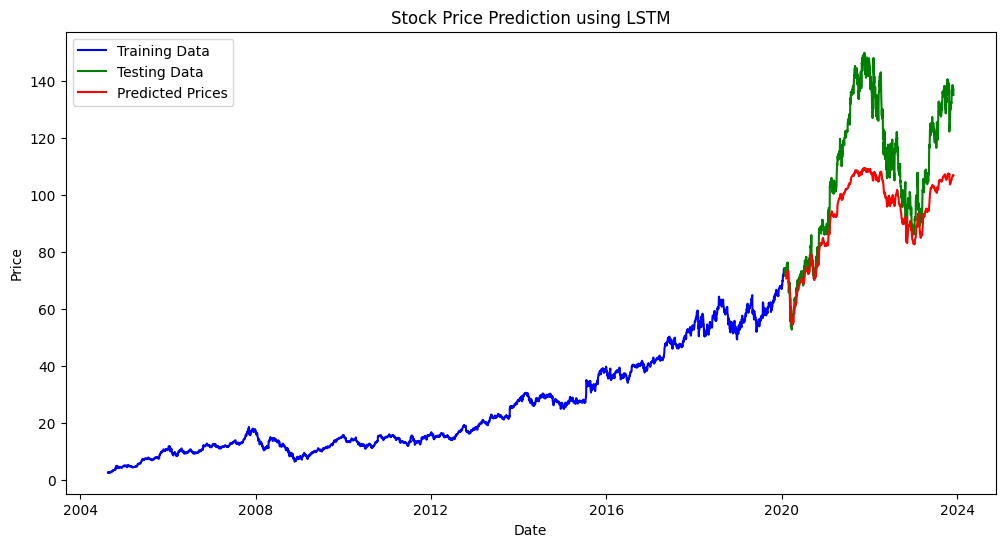 Stock Price Prediction using LSTM
Training Data
Testing Data
Predicted Prices
140
120
100
80
60
40
20
0
Price
2004
2008
2012
2016
2020
2024
Date